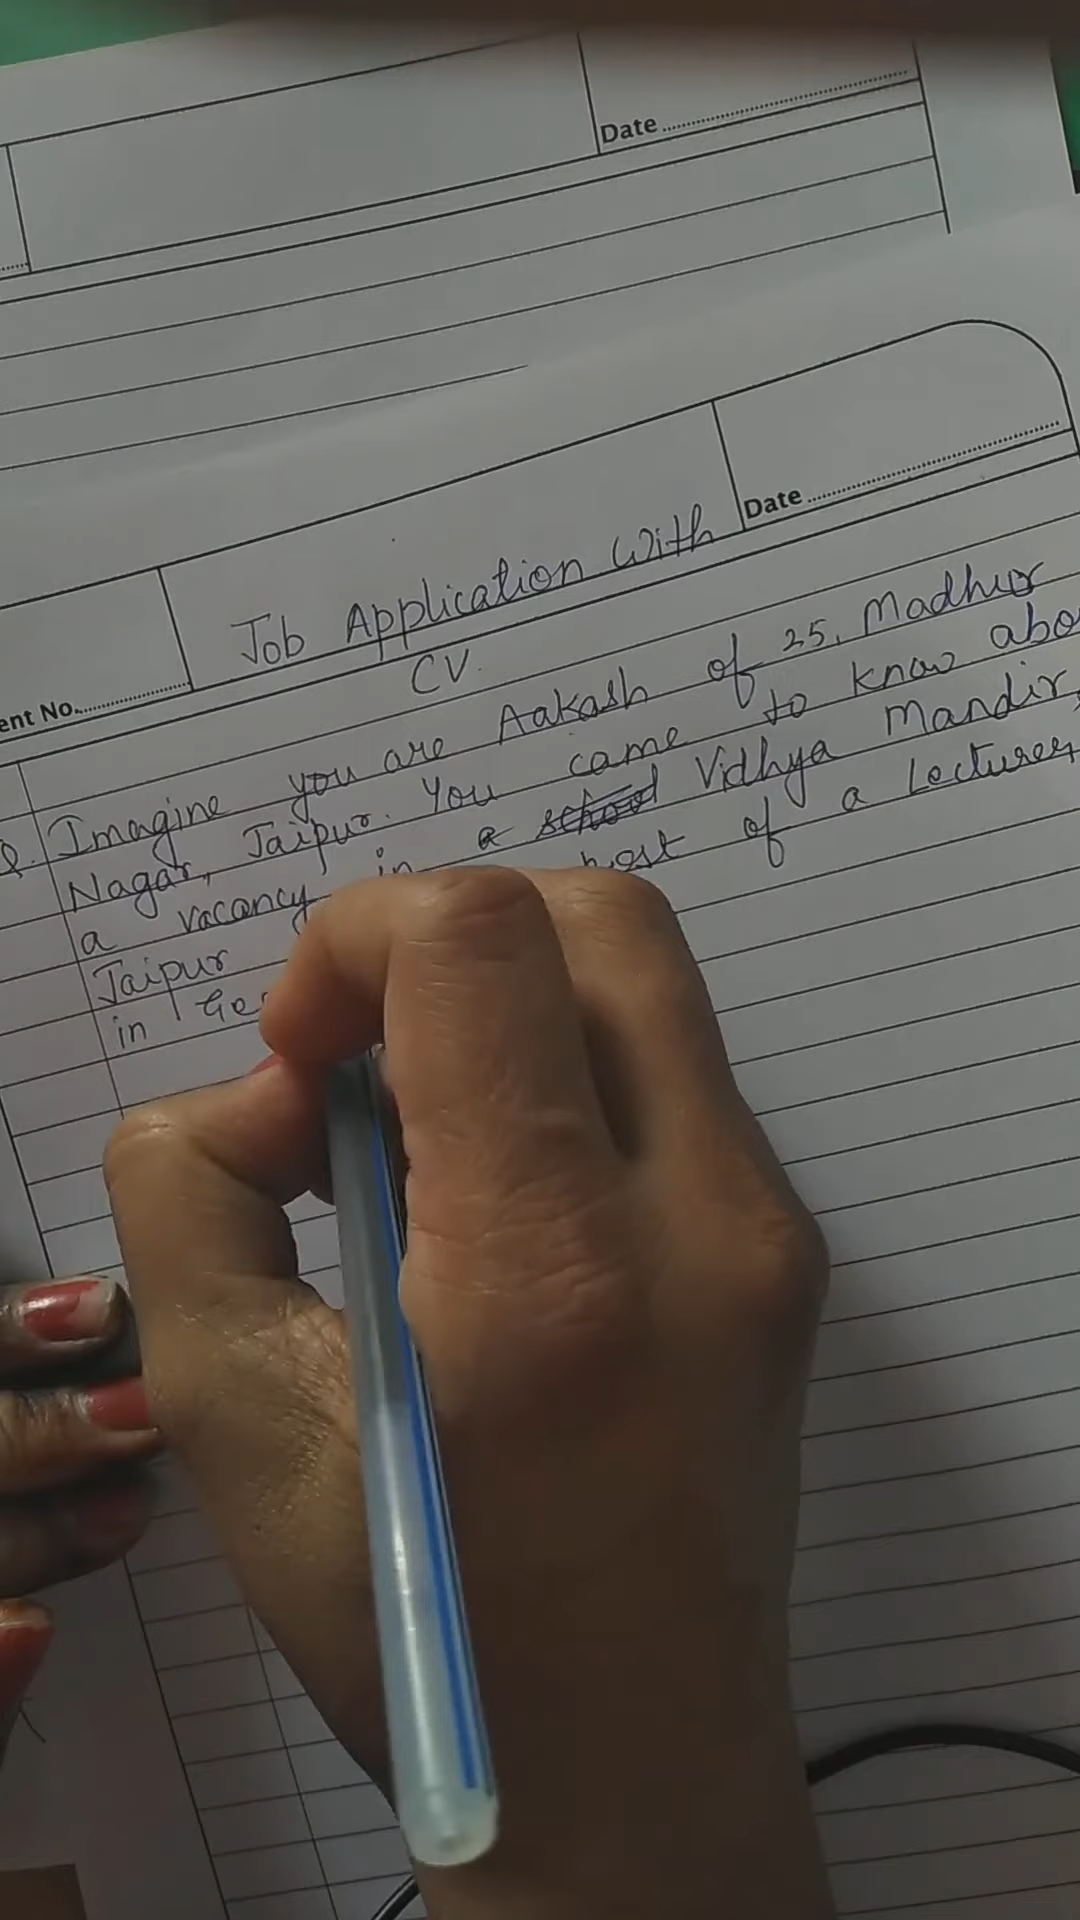 Date
Date
Job Application With
CV.
ent No.
Q. Imagine you are Aakash of 25, Madhur
Nagar, Jaipur. You came to know abo
a vacancy in a school Vidhya Mandir,
Jaipur post of a Lecturer
in Ge